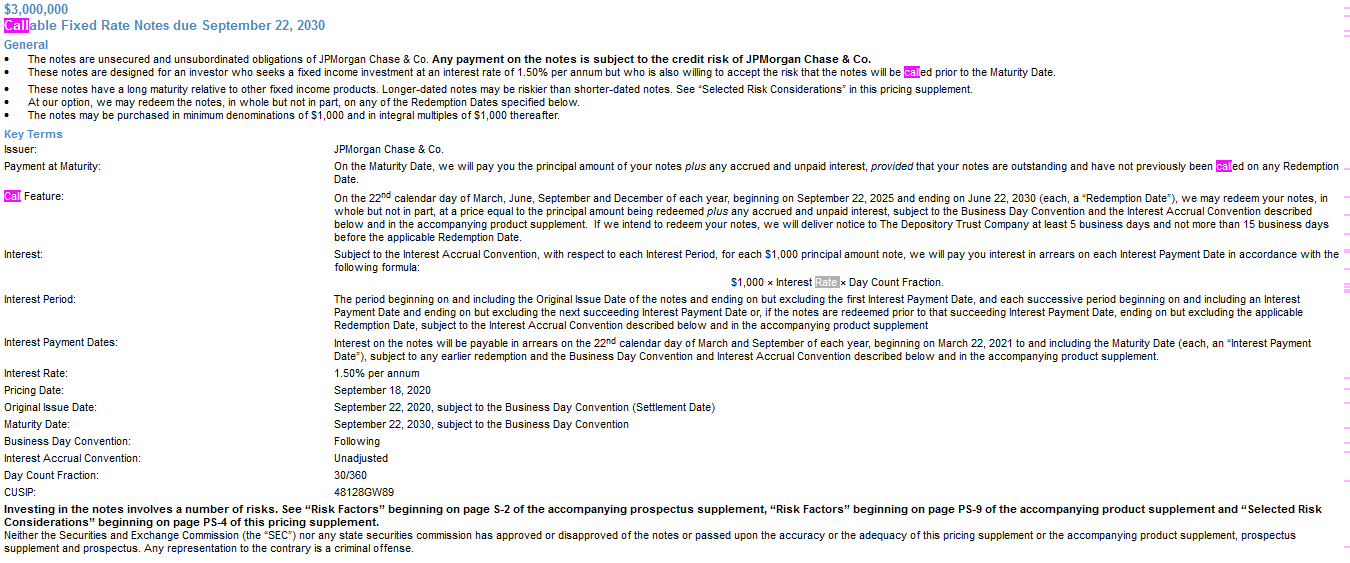 $3,000,000
Callable Fixed Rate Notes due September 22, 2030
General
• The notes are unsecured and unsubordinated obligations of JPMorgan Chase & Co. Any payment on the notes is subject to the credit risk of JPMorgan Chase & Co.
• These notes are designed for an investor who seeks a fixed income investment at an interest rate of 1.50% per annum but who is also willing to accept the risk that the notes will be called prior to the Maturity Date.
• These notes have a long maturity relative to other fixed income products. Longer-dated notes may be riskier than shorter-dated notes. See “Selected Risk Considerations” in this pricing supplement.
• At our option, we may redeem the notes, in whole but not in part, on any of the Redemption Dates specified below.
• The notes may be purchased in minimum denominations of $1,000 and in integral multiples of $1,000 thereafter.
Key Terms
Issuer: JPMorgan Chase & Co.
Payment at Maturity: On the Maturity Date, we will pay you the principal amount of your notes plus any accrued and unpaid interest, provided that your notes are outstanding and have not previously been called on any Redemption
Date.
Call Feature: On the 22nd calendar day of March, June, September and December of each year, beginning on September 22, 2025 and ending on June 22, 2030 (each, a “Redemption Date”), we may redeem your notes, in
whole but not in part, at a price equal to the principal amount being redeemed plus any accrued and unpaid interest, subject to the Business Day Convention and the Interest Accrual Convention described
below and in the accompanying product supplement. If we intend to redeem your notes, we will deliver notice to The Depository Trust Company at least 5 business days and not more than 15 business days
before the applicable Redemption Date.
Interest: Subject to the Interest Accrual Convention, with respect to each Interest Period, for each $1,000 principal amount note, we will pay you interest in arrears on each Interest Payment Date in accordance with the
following formula:
$1,000 × Interest Rate × Day Count Fraction.
Interest Period: The period beginning on and including the Original Issue Date of the notes and ending on but excluding the first Interest Payment Date, and each successive period beginning on and including an Interest
Payment Date and ending on but excluding the next succeeding Interest Payment Date or, if the notes are redeemed prior to that succeeding Interest Payment Date, ending on but excluding the applicable
Redemption Date, subject to the Interest Accrual Convention described below and in the accompanying product supplement
Interest Payment Dates: Interest on the notes will be payable in arrears on the 22nd calendar day of March and September of each year, beginning on March 22, 2021 to and including the Maturity Date (each, an “Interest Payment
Date”), subject to any earlier redemption and the Business Day Convention and Interest Accrual Convention described below and in the accompanying product supplement.
Interest Rate: 1.50% per annum
Pricing Date: September 18, 2020
Original Issue Date: September 22, 2020, subject to the Business Day Convention (Settlement Date)
Maturity Date: September 22, 2030, subject to the Business Day Convention
Business Day Convention: Following
Interest Accrual Convention: Unadjusted
Day Count Fraction: 30/360
CUSIP: 48128GW89
Investing in the notes involves a number of risks. See “Risk Factors” beginning on page S-2 of the accompanying prospectus supplement, “Risk Factors” beginning on page PS-9 of the accompanying product supplement and “Selected Risk
Considerations” beginning on page PS-4 of this pricing supplement.
Neither the Securities and Exchange Commission (the “SEC”) nor any state securities commission has approved or disapproved of the notes or passed upon the accuracy or the adequacy of this pricing supplement or the accompanying product supplement, prospectus
supplement and prospectus. Any representation to the contrary is a criminal offense.